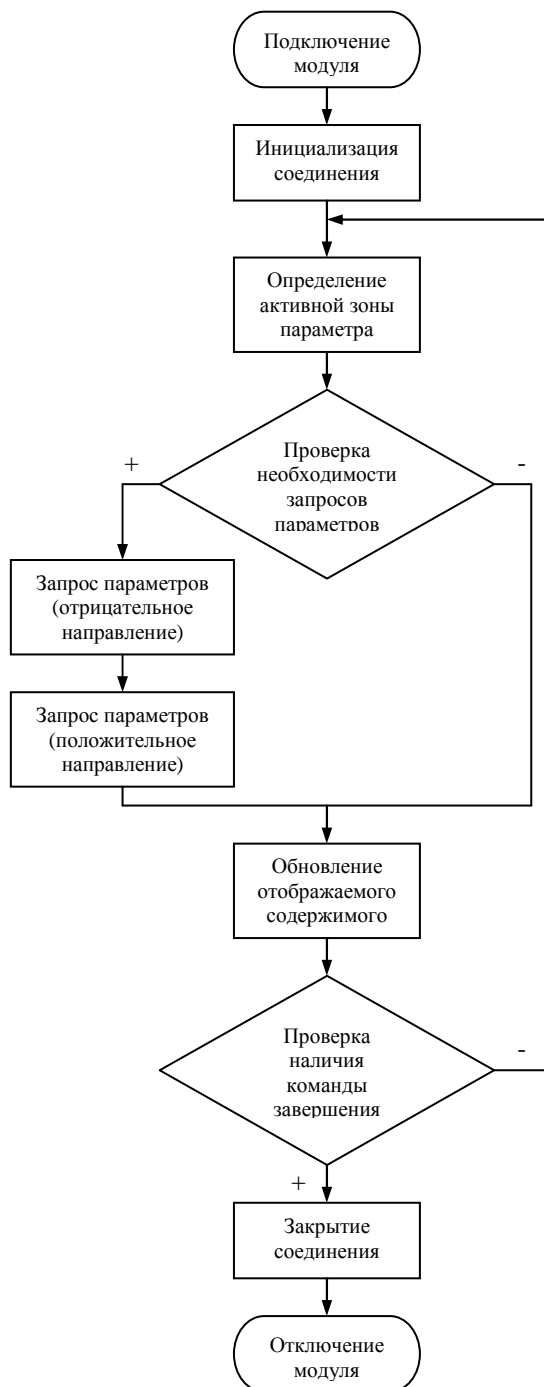 Подключение
модуля
Инициализация
соединения
Определение
активной зоны
параметра
Проверка
необходимости
запросов
параметров
+
-
Запрос параметров
(отрицательное
направление)
Запрос параметров
(положительное
направление)
Обновление
отображаемого
содержимого
Проверка
наличия
команды
завершения
-
+
Закрытие
соединения
Отключение
модуля